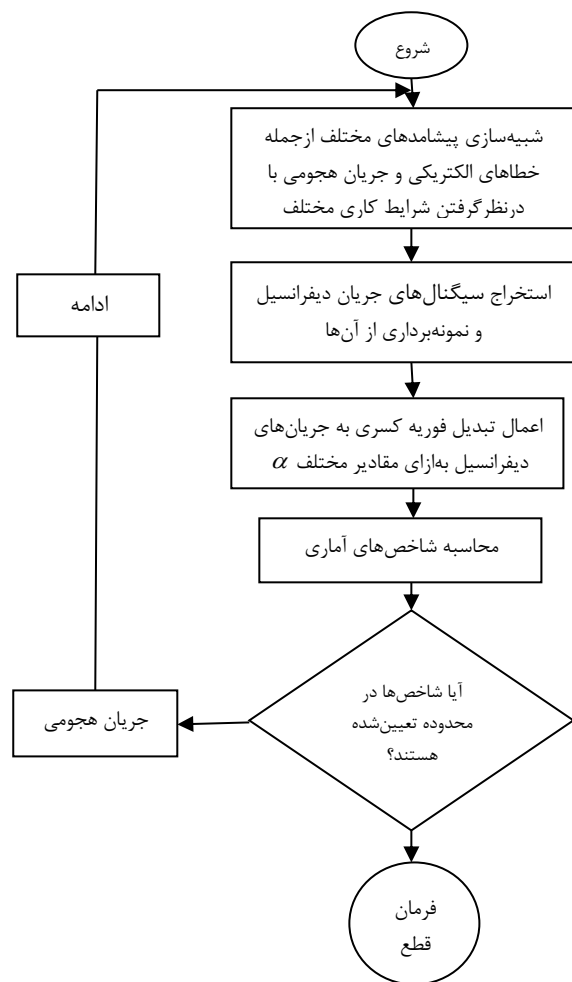 شروع
شبیه‌سازی پیشامدهای مختلف ازجمله
خطاهای الکتریکی و جریان هجومی با
درنظرگرفتن شرایط کاری مختلف
استخراج سیگنال‌های جریان دیفرانسیل
و نمونه‌برداری از آن‌ها
ادامه
اعمال تبدیل فوریه کسری به جریان‌های
دیفرانسیل به‌ازای مقادیر مختلف α
محاسبه شاخص‌های آماری
آیا شاخص‌ها در
محدوده تعیین‌شده
هستند؟
جریان هجومی
فرمان
قطع